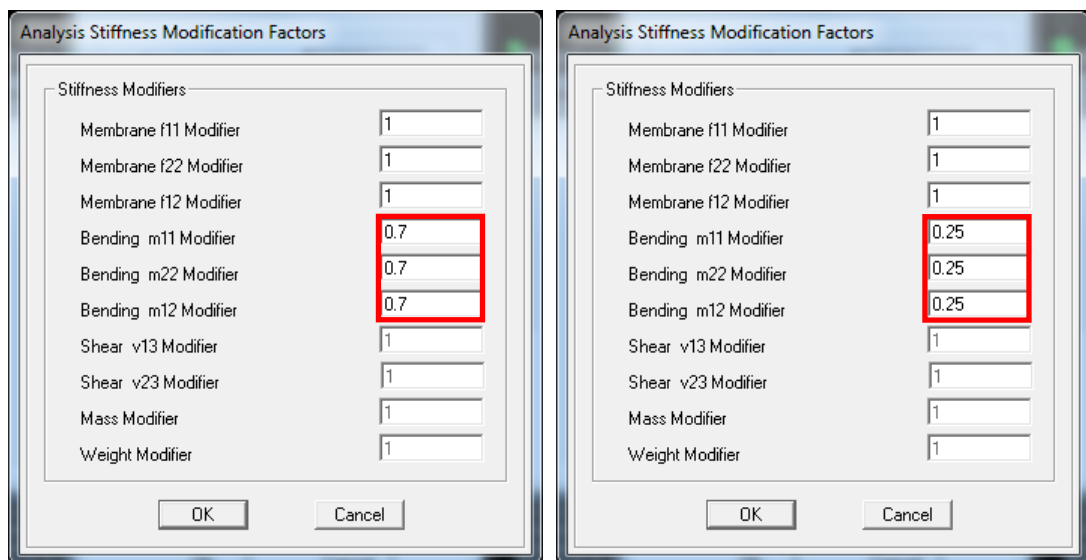 Analysis Stiffness Modification Factors
Stiffness Modifiers
Membrane f11 Modifier 1
Membrane f22 Modifier 1
Membrane f12 Modifier 1
Bending m11 Modifier 0.7
Bending m22 Modifier 0.7
Bending m12 Modifier 0.7
Shear v13 Modifier 1
Shear v23 Modifier 1
Mass Modifier 1
Weight Modifier 1
OK Cancel
Analysis Stiffness Modification Factors
Stiffness Modifiers
Membrane f11 Modifier 1
Membrane f22 Modifier 1
Membrane f12 Modifier 1
Bending m11 Modifier 0.25
Bending m22 Modifier 0.25
Bending m12 Modifier 0.25
Shear v13 Modifier 1
Shear v23 Modifier 1
Mass Modifier 1
Weight Modifier 1
OK Cancel